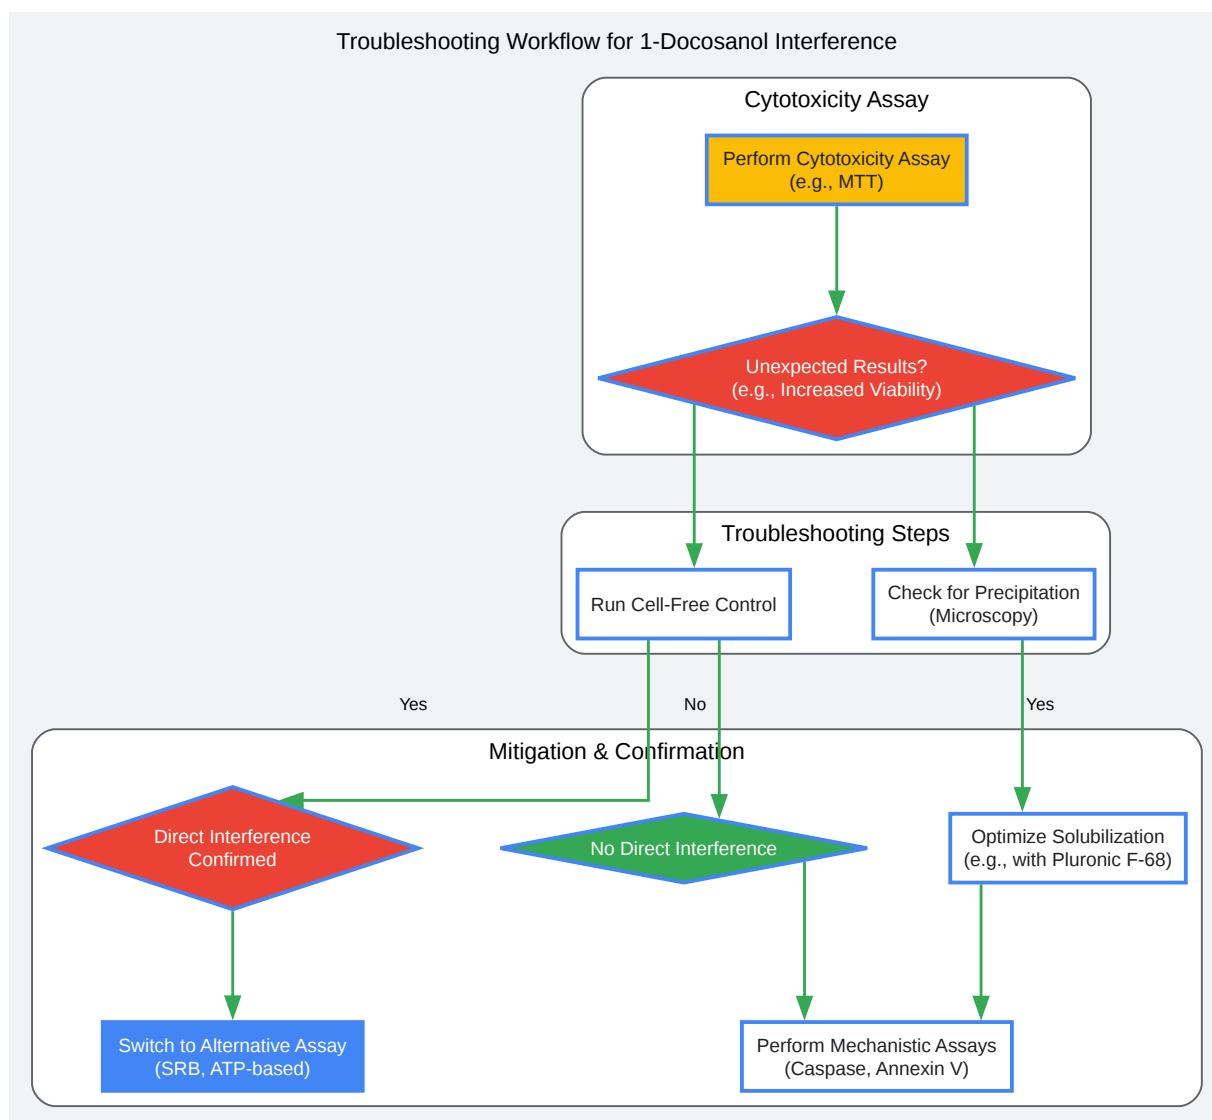 Troubleshooting Workflow for 1-Docosanol Interference
Cytotoxicity Assay
Perform Cytotoxicity Assay
(e.g., MTT)
Unexpected Results?
(e.g., Increased Viability)
Troubleshooting Steps
Run Cell-Free Control
Check for Precipitation
(Microscopy)
Yes
No
Yes
Mitigation & Confirmation
Direct Interference
Confirmed
No Direct Interference
Optimize Solubilization
(e.g., with Pluronic F-68)
Switch to Alternative Assay
(SRB, ATP-based)
Perform Mechanistic Assays
(Caspase, Annexin V)